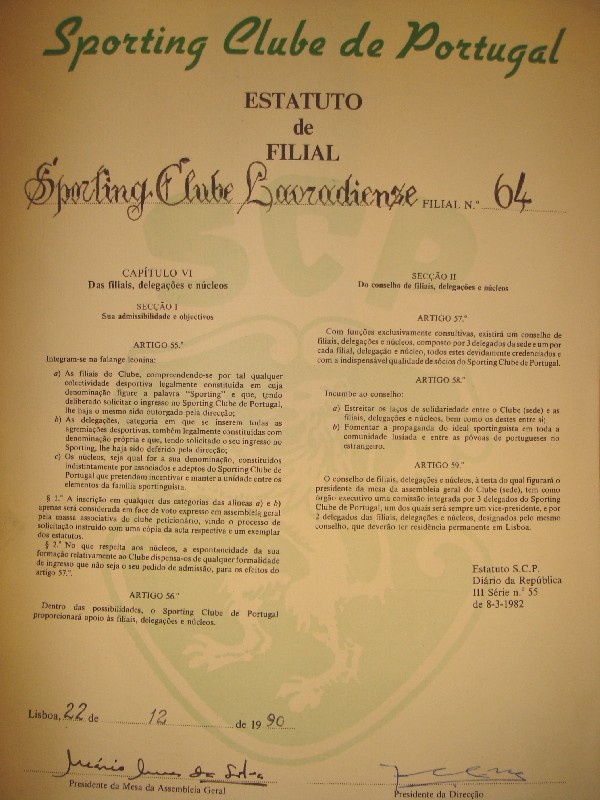 Sporting Clube de Portugal
ESTATUTO
de
FILIAL
Sporting Clube Lavradiense FILIAL N.º 64
SCP
CAPÍTULO VI
Das filiais, delegações e núcleos
SECÇÃO I
Sua admissibilidade e objectivos
ARTIGO 55.º
Integram-se na falange leonina:
a) As filiais do Clube, compreendendo-se por tal qualquer
colectividade desportiva legalmente constituída em cuja
denominação figure a palavra "Sporting" e que, tendo
deliberado solicitar o ingresso no Sporting Clube de Portugal,
lhe haja o mesmo sido autorgado pela direcção;
b) As delegações, categoria em que se inserem todas as
agremiações desportivas, também legalmente constituídas com
denominação própria e que, tendo solicitado o seu ingresso no
Sporting, lhe haja sido deferida pela direcção;
c) Os núcleos, seja qual for a sua denominação, constituídos
indistintamente por associados e adeptos do Sporting Clube de
Portugal que pretendam incentivar e manter a unidade entre os
elementos da família sportinguista.
§ 1.º A inscrição em qualquer das categorias das alíneas a) e b)
apenas será considerada em face de voto expresso em assembleia geral
pela massa associativa do clube peticionário, vindo o processo de
solicitação instruído com uma cópia da acta respectiva e um exemplar
dos estatutos.
§ 2.º No que respeita aos núcleos, a espontaneidade da sua
formação relativamente ao Clube dispensa-os de qualquer formalidade
de ingresso que não seja o seu pedido de admissão, para os efeitos do
artigo 57.º.
ARTIGO 56.º
Dentro das possibilidades, o Sporting Clube de Portugal
proporcionará apoio às filiais, delegações e núcleos.
SECÇÃO II
Do conselho da filiais, delegações e núcleos
ARTIGO 57.º
Com funções exclusivamente consultivas, existirá um conselho de
filiais, delegações e núcleos, composto por 3 delegados da sede e um por
cada filial, delegação e núcleo, todos estes devidamente credenciados e
com a indispensável qualidade de sócios do Sporting Clube de Portugal.
ARTIGO 58.º
Incumbe ao conselho:
a) Estreitar os laços de solidariedade entre o Clube (sede) e as
filiais, delegações e núcleos, bem como os destes entre si;
b) Fomentar a propaganda do ideal sportinguista em toda a
comunidade lusíada e entre as póvoas de portugueses no
estrangeiro.
ARTIGO 59.º
O conselho de filiais, delegações e núcleos, à testa do qual figurará o
presidente da mesa da assembleia geral do Clube (sede), tem como
órgão executivo uma comissão integrada por 3 delegados do Sporting
Clube de Portugal, um dos quais será sempre um vice-presidente, e por
2 delegados das filiais, delegações e núcleos, designados pelo mesmo
conselho, que deverão ter residência permanente em Lisboa.
Estatuto S.C.P.
Diário da República
III Série n.º 55
de 8-3-1982
Lisboa, 22 de 12 de 1990
Presidente da Mesa da Assembleia Geral
Presidente da Direcção